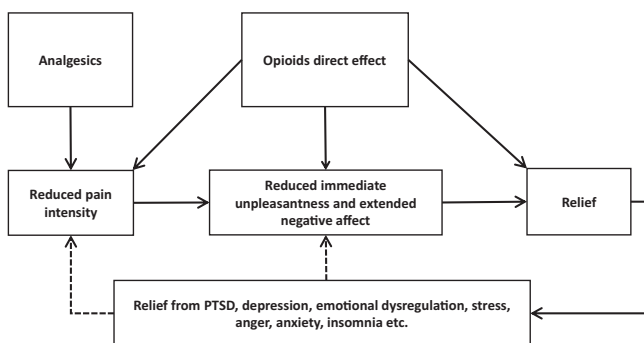 Analgesics
Opioids direct effect
Reduced pain
intensity
Reduced immediate
unpleasantness and extended
negative affect
Relief
Relief from PTSD, depression, emotional dysregulation, stress,
anger, anxiety, insomnia etc.